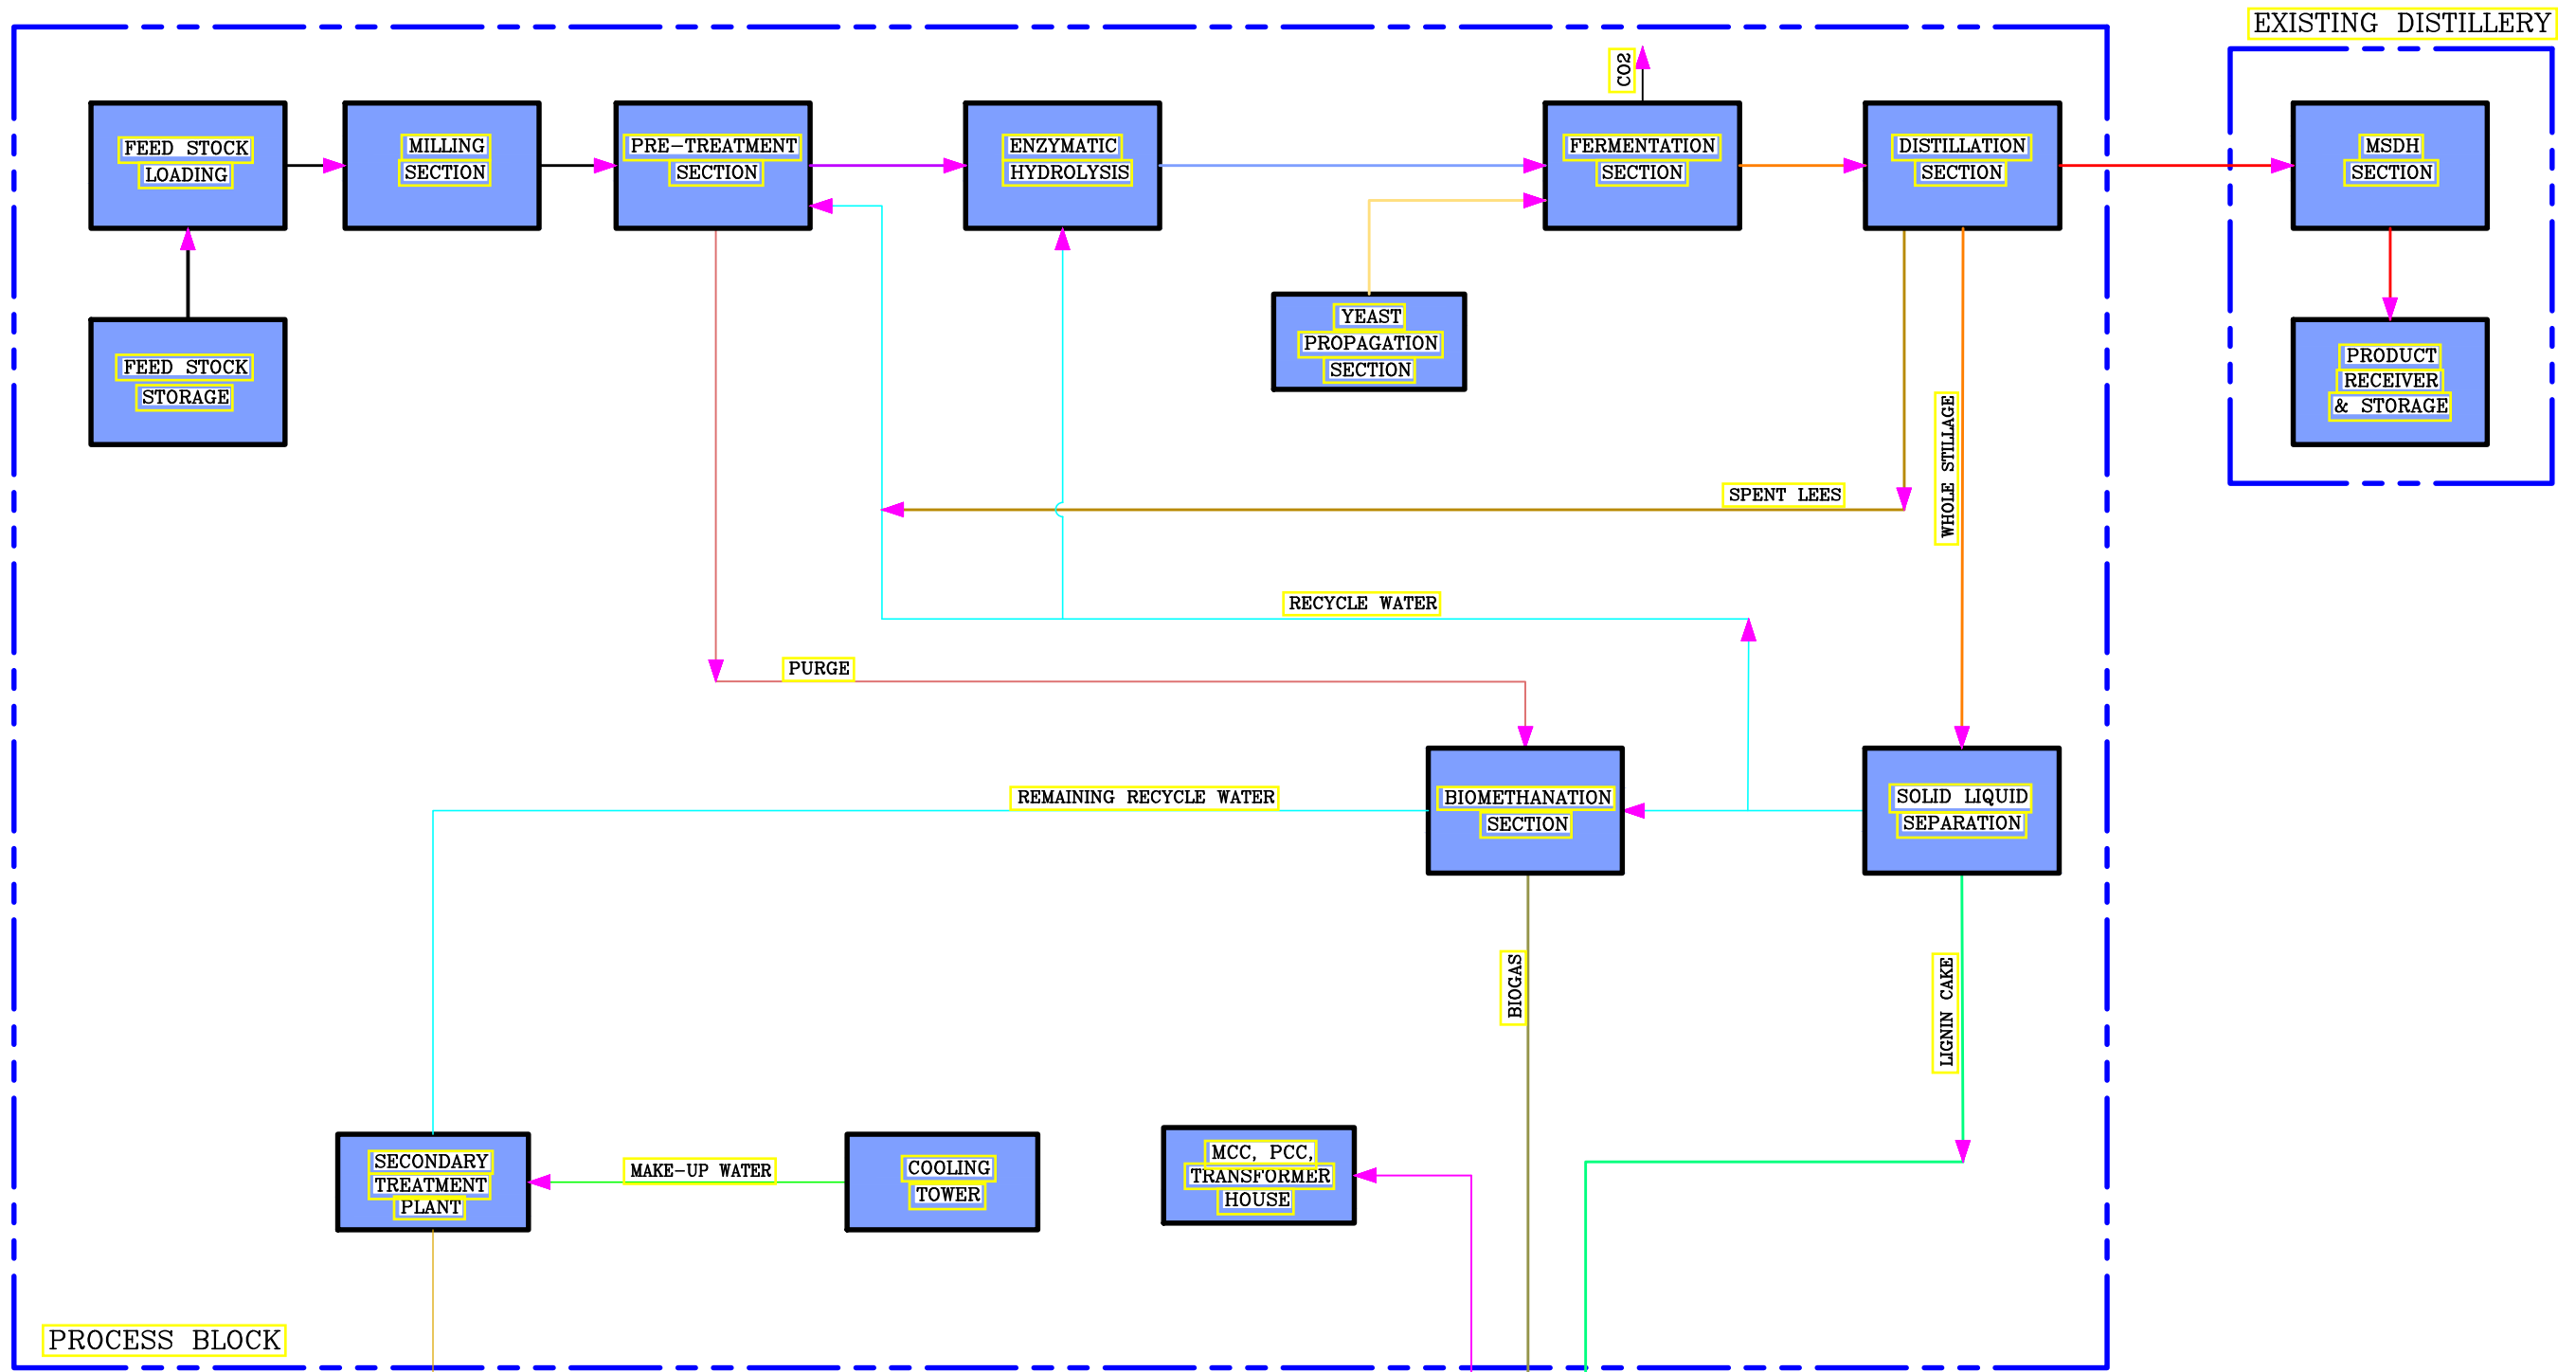 EXISTING DISTILLERY
CO2
FEED STOCK
LOADING
MILLING
SECTION
PRE-TREATMENT
SECTION
ENZYMATIC
HYDROLYSIS
FERMENTATION
SECTION
DISTILLATION
SECTION
MSDH
SECTION
FEED STOCK
STORAGE
YEAST
PROPAGATION
SECTION
PRODUCT
RECEIVER
& STORAGE
WHOLE STILLAGE
SPENT LEES
RECYCLE WATER
PURGE
REMAINING RECYCLE WATER
BIOMETHANATION
SECTION
SOLID LIQUID
SEPARATION
BIOGAS
LIGNIN CAKE
SECONDARY
TREATMENT
PLANT
MAKE-UP WATER
COOLING
TOWER
MCC, PCC,
TRANSFORMER
HOUSE
PROCESS BLOCK